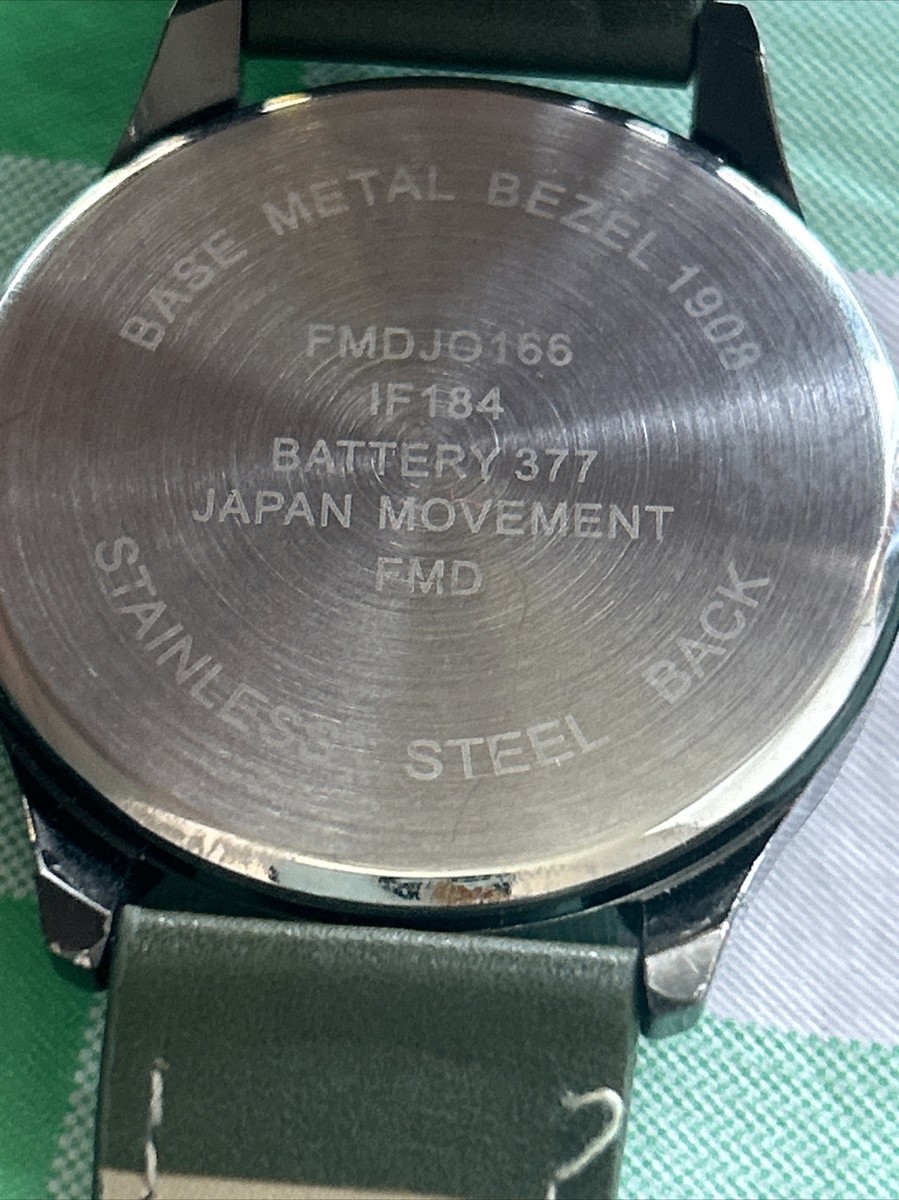 BASE METAL BEZEL 1908
FMDJO166
IF184
BATTERY 377
JAPAN MOVEMENT
FMD
STAINLESS STEEL BACK